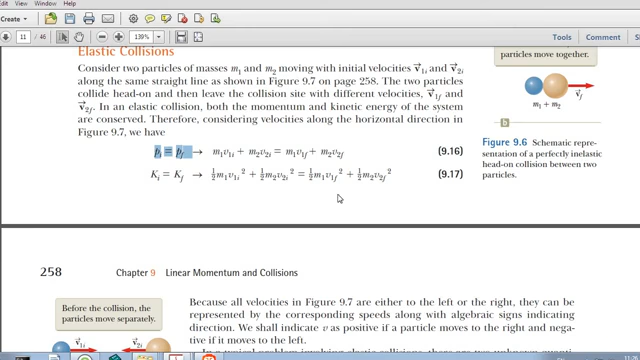 View Window Help
Create
11 / 46
139%
particles move together.
Elastic Collisions
Consider two particles of masses m₁ and m₂ moving with initial velocities v⃗₁ᵢ and v⃗₂ᵢ
along the same straight line as shown in Figure 9.7 on page 258. The two particles
collide head-on and then leave the collision site with different velocities, v⃗₁f and
v⃗₂f. In an elastic collision, both the momentum and kinetic energy of the system
are conserved. Therefore, considering velocities along the horizontal direction in
Figure 9.7, we have
pᵢ = pf → m₁v₁ᵢ + m₂v₂ᵢ = m₁v₁f + m₂v₂f (9.16)
Kᵢ = Kf → ½m₁v₁ᵢ² + ½m₂v₂ᵢ² = ½m₁v₁f² + ½m₂v₂f² (9.17)
v⃗f
m₁ + m₂
b
Figure 9.6 Schematic repre-
sentation of a perfectly inelastic
head-on collision between two
particles.
258 Chapter 9 Linear Momentum and Collisions
Before the collision, the
particles move separately.
v⃗₁ᵢ v⃗₂ᵢ
Because all velocities in Figure 9.7 are either to the left or the right, they can be
represented by the corresponding speeds along with algebraic signs indicating
direction. We shall indicate v as positive if a particle moves to the right and nega-
tive if it moves to the left.